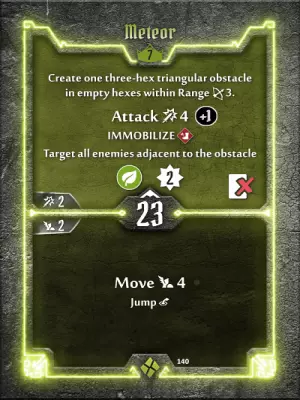 Meteor
7
Create one three-hex triangular obstacle
in empty hexes within Range 3.
Attack 4 +1
IMMOBILIZE
Target all enemies adjacent to the obstacle
2
2
23
2
Move 4
Jump
140